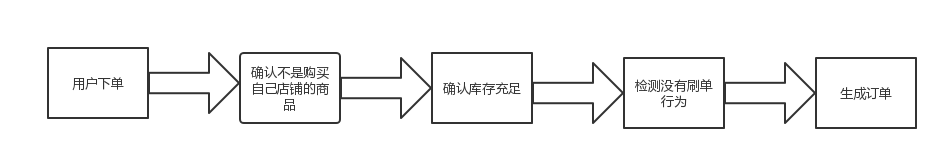 用户下单
确认不是购买
自己店铺的商
品
确认库存充足
检测没有刷单
行为
生成订单